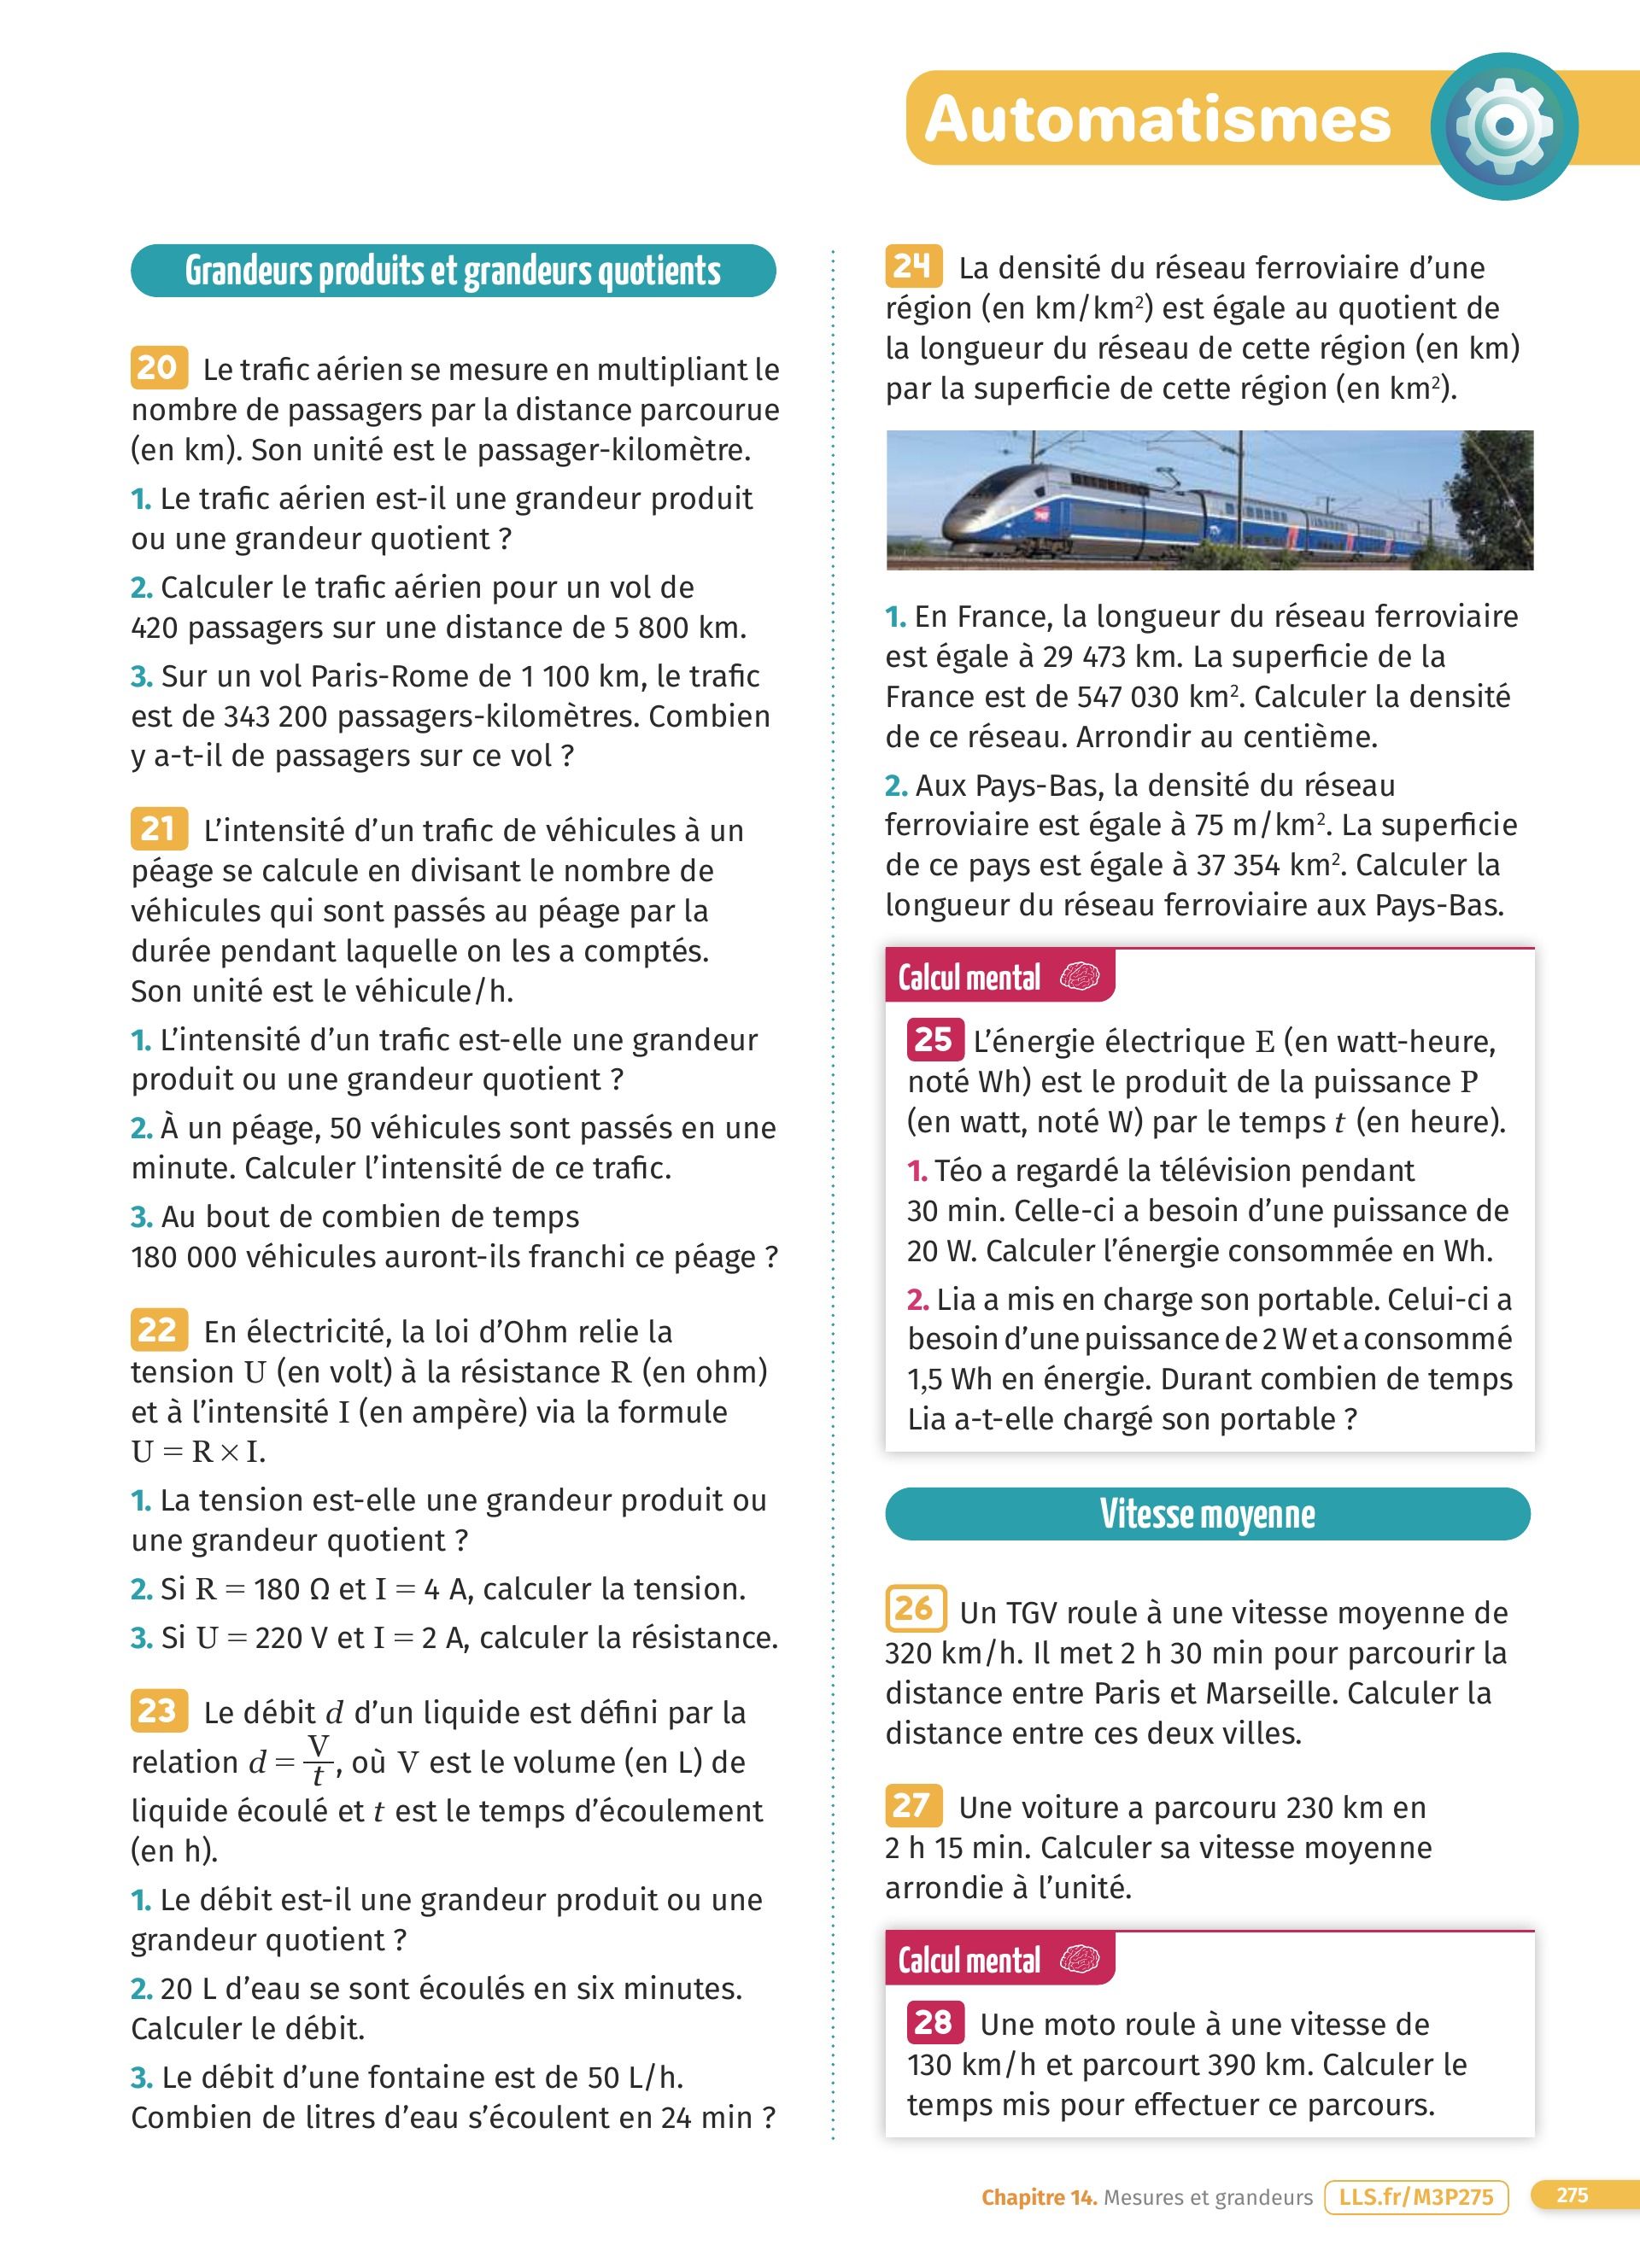 Automatismes
Grandeurs produits et grandeurs quotients
20 Le trafic aérien se mesure en multipliant le
nombre de passagers par la distance parcourue
(en km). Son unité est le passager-kilomètre.
1. Le trafic aérien est-il une grandeur produit
ou une grandeur quotient ?
2. Calculer le trafic aérien pour un vol de
420 passagers sur une distance de 5 800 km.
3. Sur un vol Paris-Rome de 1 100 km, le trafic
est de 343 200 passagers-kilomètres. Combien
y a-t-il de passagers sur ce vol ?
21 L’intensité d’un trafic de véhicules à un
péage se calcule en divisant le nombre de
véhicules qui sont passés au péage par la
durée pendant laquelle on les a comptés.
Son unité est le véhicule/h.
1. L’intensité d’un trafic est-elle une grandeur
produit ou une grandeur quotient ?
2. À un péage, 50 véhicules sont passés en une
minute. Calculer l’intensité de ce trafic.
3. Au bout de combien de temps
180 000 véhicules auront-ils franchi ce péage ?
22 En électricité, la loi d’Ohm relie la
tension U (en volt) à la résistance R (en ohm)
et à l’intensité I (en ampère) via la formule
U = R × I.
1. La tension est-elle une grandeur produit ou
une grandeur quotient ?
2. Si R = 180 Ω et I = 4 A, calculer la tension.
3. Si U = 220 V et I = 2 A, calculer la résistance.
23 Le débit d d’un liquide est défini par la
relation d = V/t, où V est le volume (en L) de
liquide écoulé et t est le temps d’écoulement
(en h).
1. Le débit est-il une grandeur produit ou une
grandeur quotient ?
2. 20 L d’eau se sont écoulés en six minutes.
Calculer le débit.
3. Le débit d’une fontaine est de 50 L/h.
Combien de litres d’eau s’écoulent en 24 min ?
24 La densité du réseau ferroviaire d’une
région (en km/km²) est égale au quotient de
la longueur du réseau de cette région (en km)
par la superficie de cette région (en km²).
1. En France, la longueur du réseau ferroviaire
est égale à 29 473 km. La superficie de la
France est de 547 030 km². Calculer la densité
de ce réseau. Arrondir au centième.
2. Aux Pays-Bas, la densité du réseau
ferroviaire est égale à 75 m/km². La superficie
de ce pays est égale à 37 354 km². Calculer la
longueur du réseau ferroviaire aux Pays-Bas.
Calcul mental
25 L’énergie électrique E (en watt-heure,
noté Wh) est le produit de la puissance P
(en watt, noté W) par le temps t (en heure).
1. Téo a regardé la télévision pendant
30 min. Celle-ci a besoin d’une puissance de
20 W. Calculer l’énergie consommée en Wh.
2. Lia a mis en charge son portable. Celui-ci a
besoin d’une puissance de 2 W et a consommé
1,5 Wh en énergie. Durant combien de temps
Lia a-t-elle chargé son portable ?
Vitesse moyenne
26 Un TGV roule à une vitesse moyenne de
320 km/h. Il met 2 h 30 min pour parcourir la
distance entre Paris et Marseille. Calculer la
distance entre ces deux villes.
27 Une voiture a parcouru 230 km en
2 h 15 min. Calculer sa vitesse moyenne
arrondie à l’unité.
Calcul mental
28 Une moto roule à une vitesse de
130 km/h et parcourt 390 km. Calculer le
temps mis pour effectuer ce parcours.
Chapitre 14. Mesures et grandeurs LLS.fr/M3P275 275